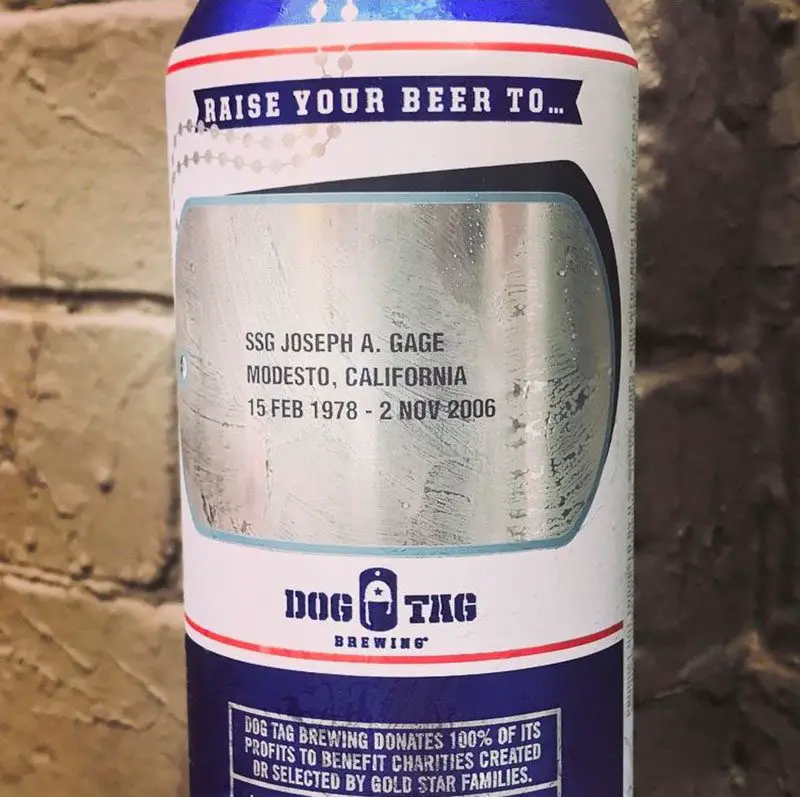 RAISE YOUR BEER TO...
SSG JOSEPH A. GAGE
MODESTO, CALIFORNIA
15 FEB 1978 - 2 NOV 2006
DOG TAG
BREWING
DOG TAG BREWING DONATES 100% OF ITS
PROFITS TO BENEFIT CHARITIES CREATED
OR SELECTED BY GOLD STAR FAMILIES.